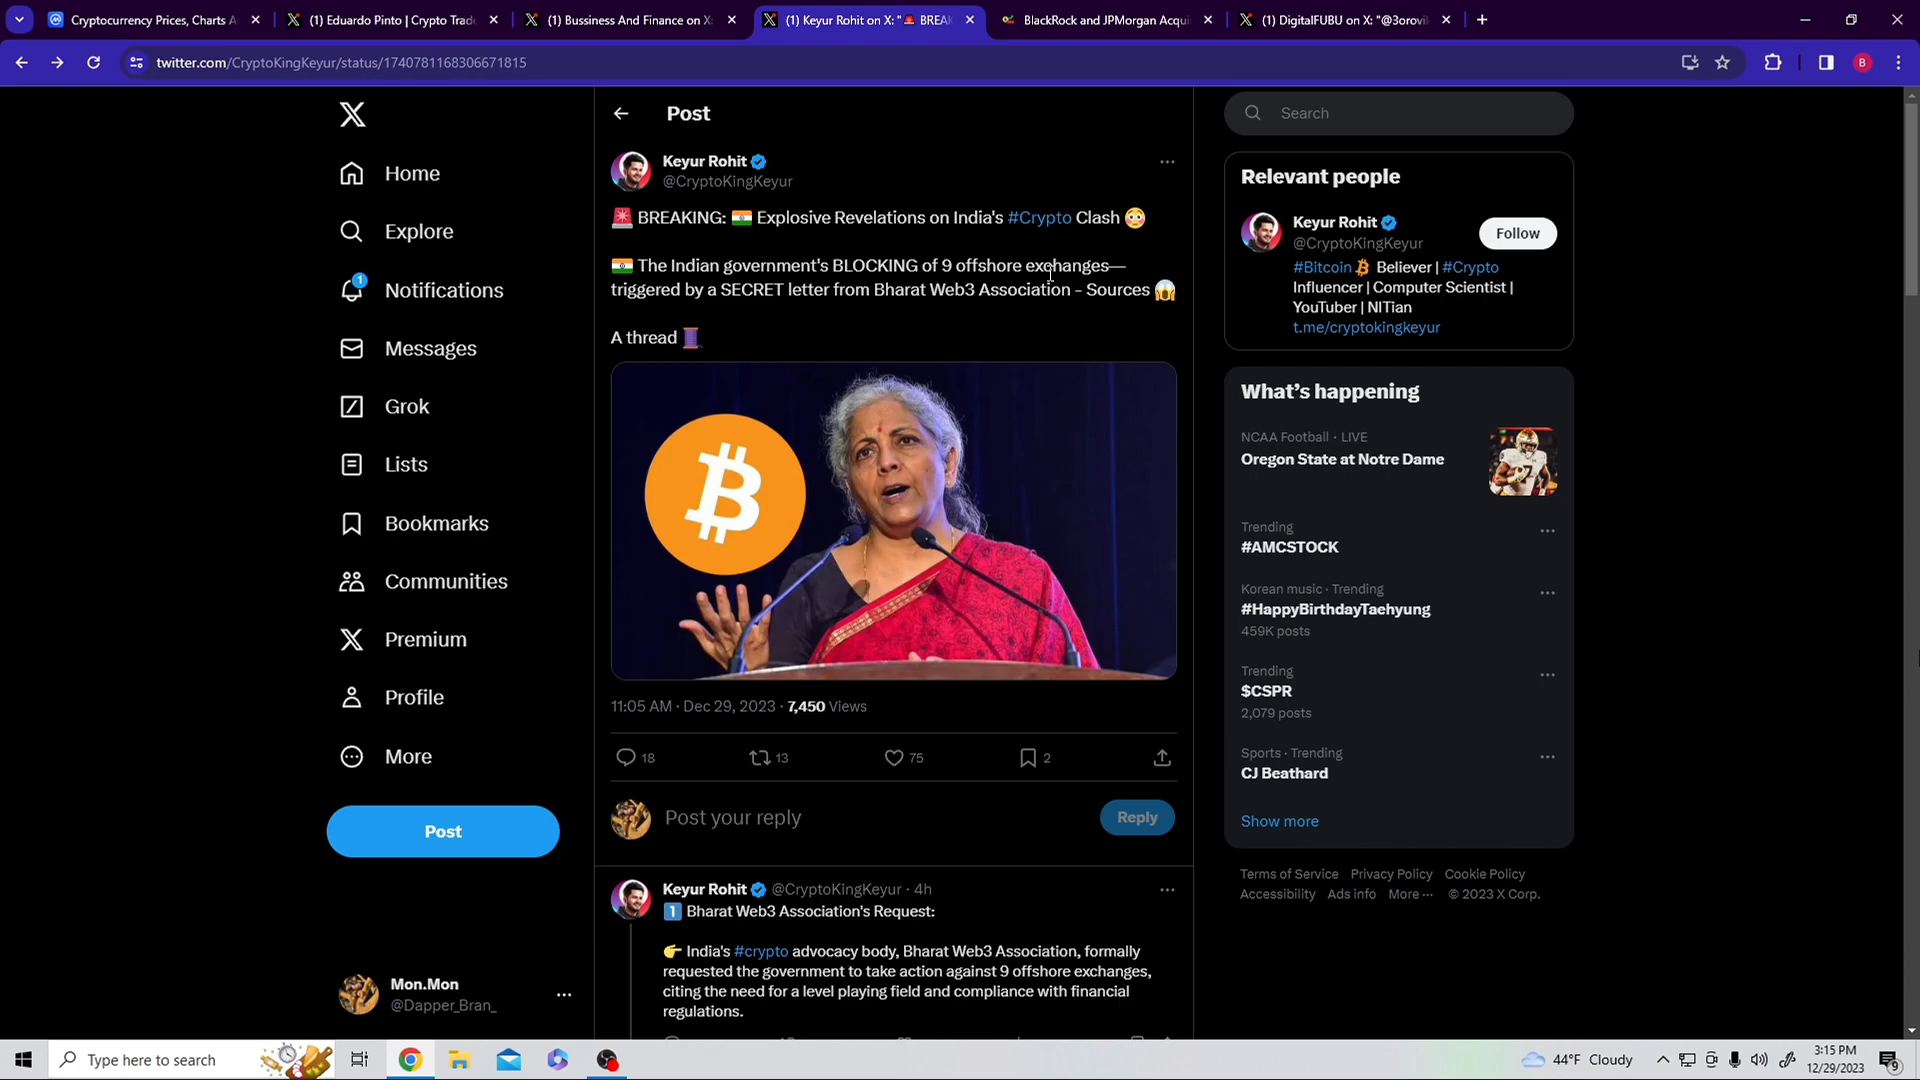 Cryptocurrency Prices, Charts A
(1) Eduardo Pinto | Crypto Trad
(1) Bussiness And Finance on X:
(1) Keyur Rohit on X: "🚨 BREAK
BlackRock and JPMorgan Acqui
(1) DigitalFUBU on X: "@3orovik
twitter.com/CryptoKingKeyur/status/1740781168306671815
B
Home
Explore
1
Notifications
Messages
Grok
Lists
Bookmarks
Communities
Premium
Profile
More
Post
Mon.Mon
@Dapper_Bran_
Post
Keyur Rohit
@CryptoKingKeyur
🚨 BREAKING: 🇮🇳 Explosive Revelations on India's #Crypto Clash 😳
🇮🇳 The Indian government's BLOCKING of 9 offshore exchanges—
triggered by a SECRET letter from Bharat Web3 Association - Sources 😱
A thread 🧵
11:05 AM · Dec 29, 2023 · 7,450 Views
18
13
75
2
Post your reply
Reply
Keyur Rohit @CryptoKingKeyur · 4h
1️⃣ Bharat Web3 Association's Request:
👉 India's #crypto advocacy body, Bharat Web3 Association, formally
requested the government to take action against 9 offshore exchanges,
citing the need for a level playing field and compliance with financial
regulations.
Search
Relevant people
Keyur Rohit
@CryptoKingKeyur
Follow
#Bitcoin Believer | #Crypto
Influencer | Computer Scientist |
YouTuber | NITian
t.me/cryptokingkeyur
What's happening
NCAA Football · LIVE
Oregon State at Notre Dame
Trending
#AMCSTOCK
Korean music · Trending
#HappyBirthdayTaehyung
459K posts
Trending
$CSPR
2,079 posts
Sports · Trending
CJ Beathard
Show more
Terms of Service Privacy Policy Cookie Policy
Accessibility Ads info More ··· © 2023 X Corp.
Type here to search
44°F Cloudy
3:15 PM
12/29/2023
9